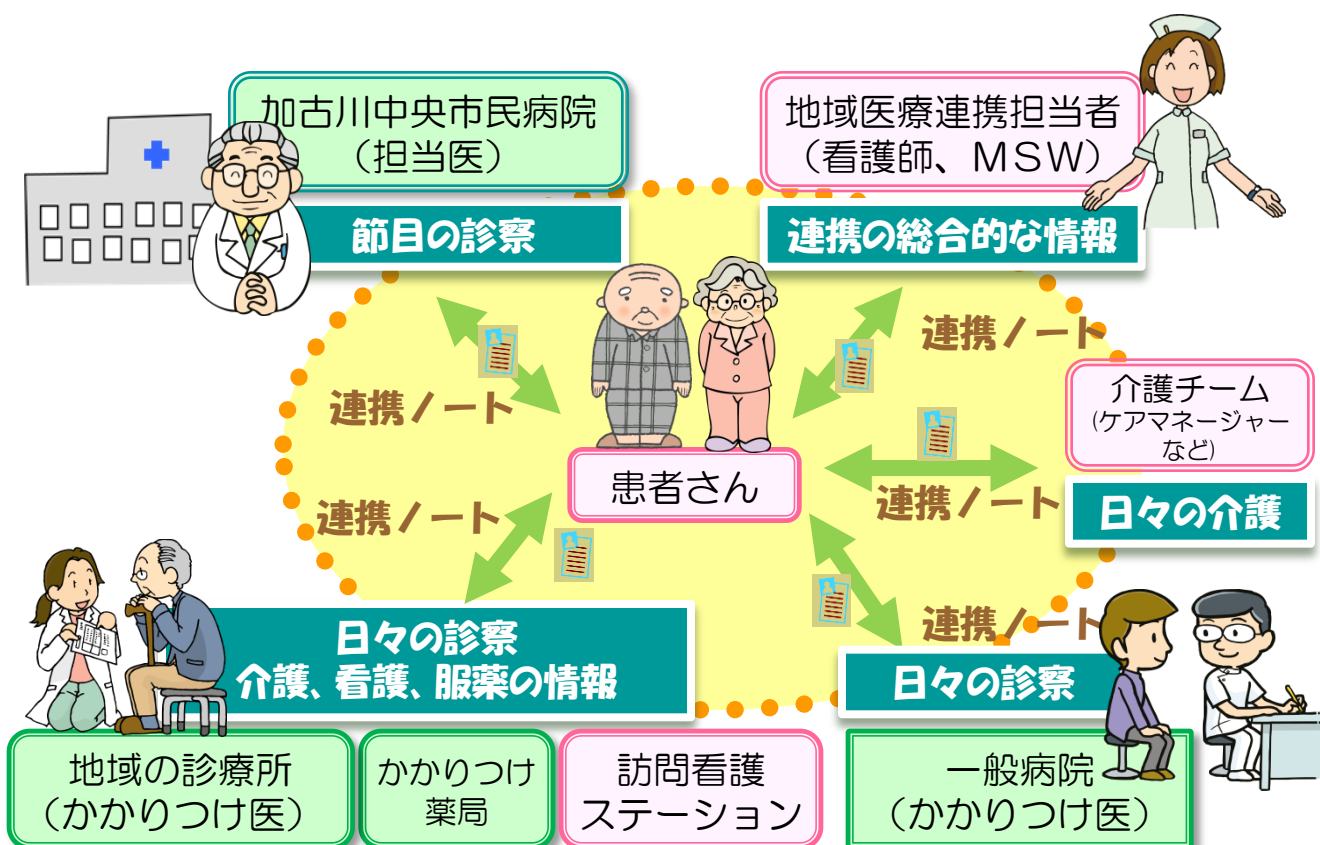 加古川中央市民病院
（担当医）
節目の診察
地域医療連携担当者
（看護師、ＭＳＷ）
連携の総合的な情報
連携ノート
連携ノート
介護チーム
(ケアマネージャー
など)
日々の介護
患者さん
連携ノート
連携ノート
連携ノート
日々の診察
介護、看護、服薬の情報
日々の診察
地域の診療所
（かかりつけ医）
かかりつけ
薬局
訪問看護
ステーション
一般病院
（かかりつけ医）